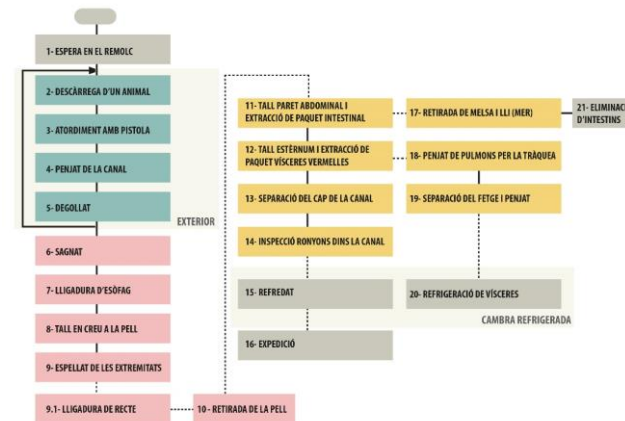 1- ESPERA EN EL REMOLC
2- DESCÀRREGA D'UN ANIMAL
3- ATORDIMENT AMB PISTOLA
4- PENJAT DE LA CANAL
5- DEGOLLAT
EXTERIOR
6- SAGNAT
7- LLIGADURA D'ESÒFAG
8- TALL EN CREU A LA PELL
9- ESPELLAT DE LES EXTREMITATS
9.1- LLIGADURA DE RECTE
10 - RETIRADA DE LA PELL
11- TALL PARET ABDOMINAL I
EXTRACCIÓ DE PAQUET INTESTINAL
12- TALL ESTÈRNUM I EXTRACCIÓ DE
PAQUET VÍSCERES VERMELLES
13- SEPARACIÓ DEL CAP DE LA CANAL
14- INSPECCIÓ RONYONS DINS LA CANAL
15- REFREDAT
16- EXPEDICIÓ
17- RETIRADA DE MELSA I LLI (MER)
18- PENJAT DE PULMONS PER LA TRÀQUEA
19- SEPARACIÓ DEL FETGE I PENJAT
20- REFRIGERACIÓ DE VÍSCERES
CAMBRA REFRIGERADA
21- ELIMINAC
D'INTESTINS